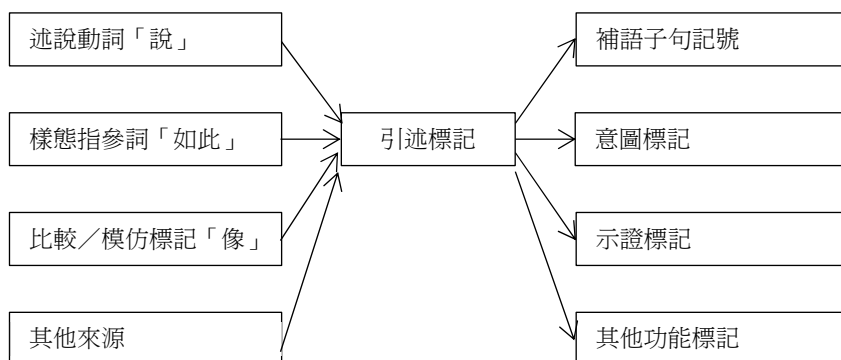 述說動詞「說」
補語子句記號
樣態指參詞「如此」
引述標記
意圖標記
比較／模仿標記「像」
示證標記
其他來源
其他功能標記